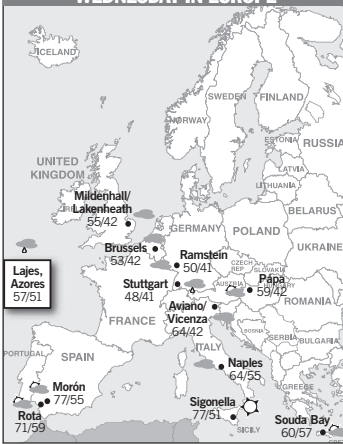 WEDNESDAY IN EUROPE
ICELAND
SWEDEN
FINLAND
NORWAY
ESTONIA
RUSSIA
LATVIA
LITHUANIA
UNITED
KINGDOM
Mildenhall/
Lakenheath
55/42
BELARUS
GERMANY
POLAND
Brussels
53/42
Ramstein
50/41
UKRAINE
CZECH
REP
SLOVAKIA
Lajes,
Azores
57/51
Stuttgart
48/41
AUSTRIA
Pápa
59/42
Aviano/
Vicenza
64/42
ROMANIA
FRANCE
BOSNIA
SERBIA
BULGARIA
ITALY
PORTUGAL
SPAIN
Naples
64/55
Morón
77/55
GREECE
Rota
71/59
Sigonella
77/51
SICILY
Souda Bay
60/57